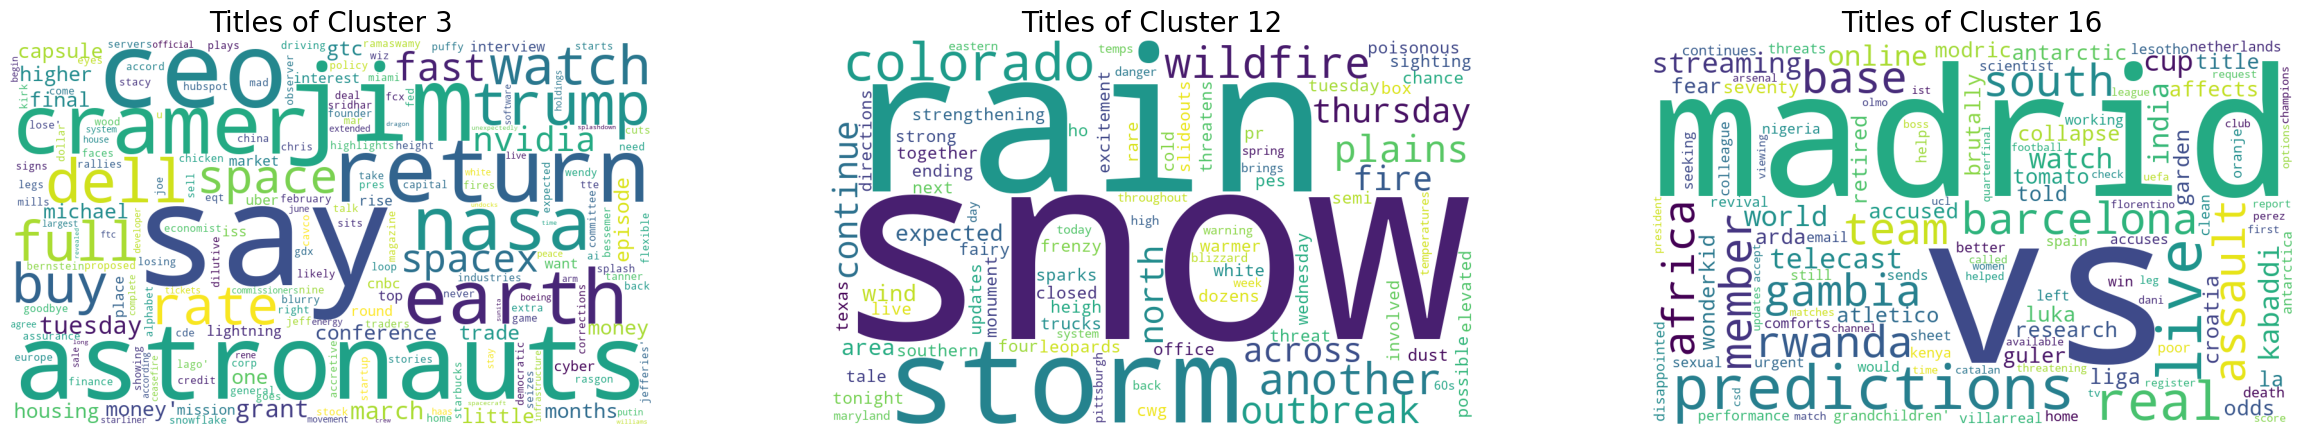 Titles of Cluster 3
capsule servers official plays driving gtc ramaswamy puffy interview starts
begin higher eyes ceo accord observer policy wiz fast watch
kirk come stacy hubspot mad interest miami
final cramer jim trump
lose' wood u deal sridhar fcx fed software holdings
dollar system house founder mar extended dragon nvidia unexpectedly splashdown cuts
faces china chris highlights height live need
signs rallies chicken market return
legs joe sell dell space take pres capital white fires wendy expected
mills eqt uber february rise talk tte episode
michael economist iss say june sits nasa magazine committee flexible
largest revealed ftc developer full losing gdx dilutive spacex ai bessemer
bernstein proposed likely loop industries want splash tanner
buy complete place rate tickets commissioner snine cnbc arm back
goodbye alphabet blurry top never earth boeing extra corrections
agree tuesday lightning right jeff energy round traders sunita game
assurance cde conference trade money
europe sale long showing according ceasefire lago' rene corp astronauts accretive startup stories democratic seizes cyber
finance credit one general goes infrastructure rasgon jefferies'
housing money' mission grant stock march starbucks little months putin
starliner snowflake movement crew haas home spacecraft williams
Titles of Cluster 12
eastern temps poisonous
colorado wildfire sighting
danger chance
directions rain tuesday box
strengthening ho excitement rare cold slideouts threatens pr thursday
strong
continue together spring plains
ending brings
next pes fire
day throughout semi
expected high snow
fairy today warning
frenzy warmer
blizzard temperatures
updates monument sparks north white wednesday
texas wind closed week
live heigh dozens involved possible elevated
trucks threat
system
area southern four leopards office across dust
tale storm another
back 60s
tonight pittsburgh outbreak
maryland cwg
Titles of Cluster 16
continues threats online modric antarctic lesotho netherlands
streaming base south scientist cup title
fear seventy arsenal ist request affects
president madrid league options champions
olmo
seeking colleague viewing nigeria retired boss help brutally collapse working india club
football watch check oranje
quarterfinal tomato uefa
revival told garden
africa world accused ucl barcelona florentino clean report
member team spain accuses perez
arda email better first
wonderkid telecast called live assault
updates accept still sends women antarctica
helped vs win leg
gambia left dani croatia kabaddi
matches atletico luka
comforts channel sheet research
disappointed rwanda available poor
sexual urgent kenya guler
time threatening
would catalan liga la
predictions register real death
csd tv odds
performance match grandchildren' villarreal home score